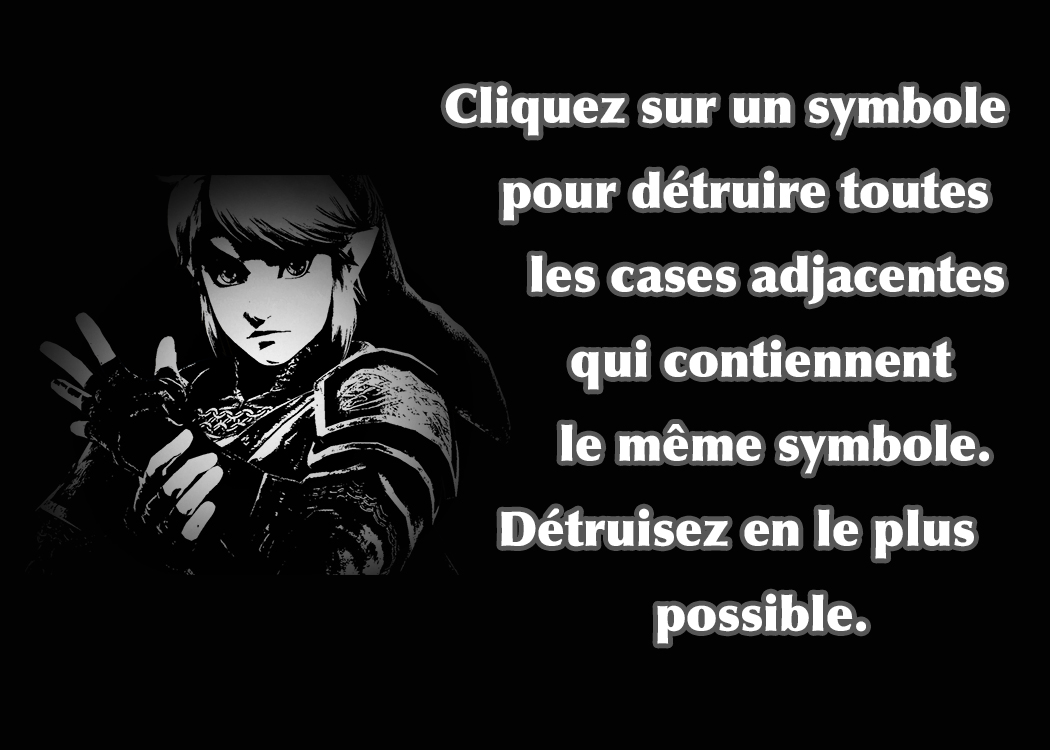 Cliquez sur un symbole
pour détruire toutes
les cases adjacentes
qui contiennent
le même symbole.
Détruisez en le plus
possible.